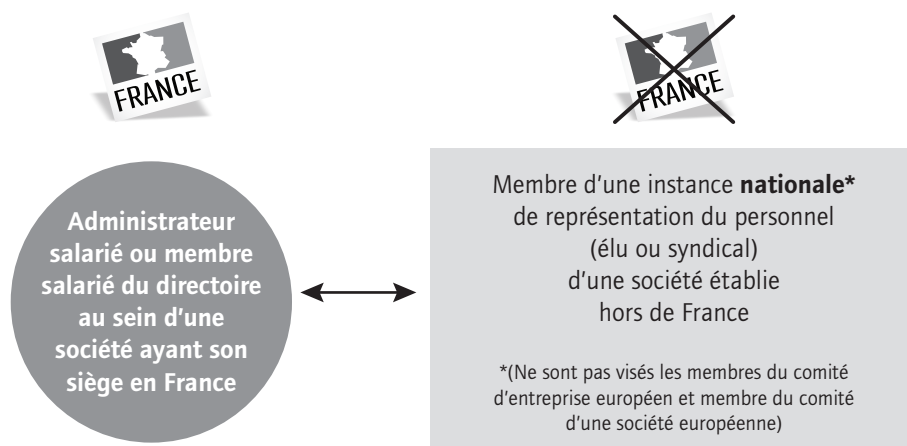 FRANCE
FRANCE
Administrateur
salarié ou membre
salarié du directoire
au sein d'une
société ayant son
siège en France
Membre d'une instance nationale*
de représentation du personnel
(élu ou syndical)
d'une société établie
hors de France
*(Ne sont pas visés les membres du comité
d'entreprise européen et membre du comité
d'une société européenne)